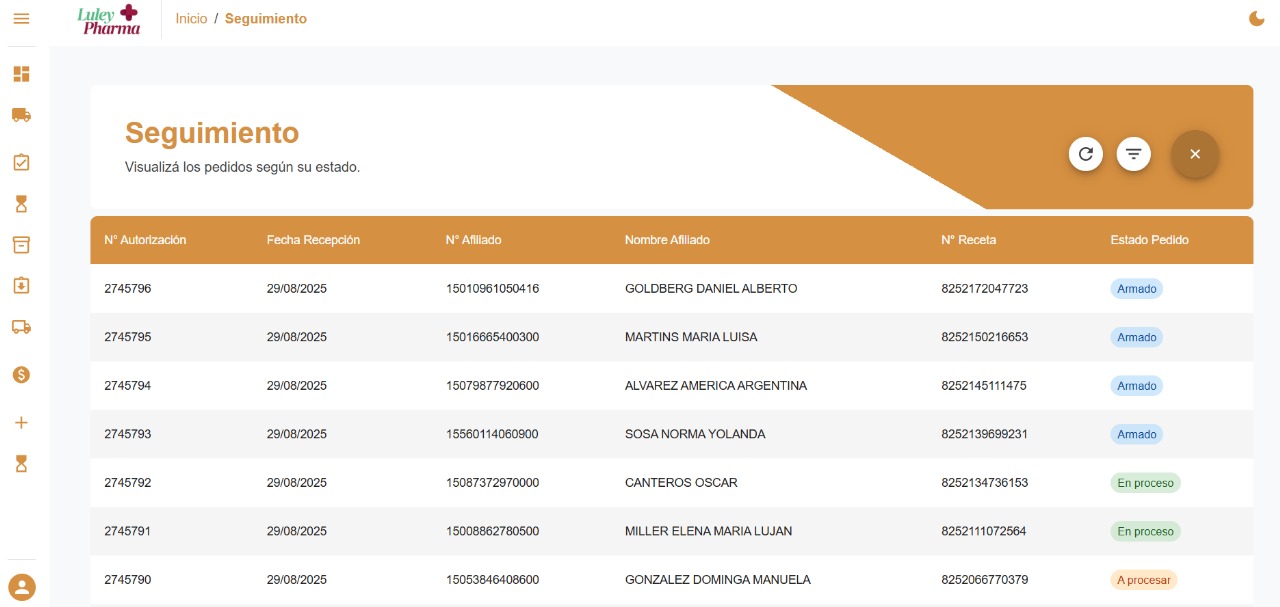 Luley
Pharma
Inicio / Seguimiento
Seguimiento
Visualizá los pedidos según su estado.
N° Autorización Fecha Recepción N° Afiliado Nombre Afiliado N° Receta Estado Pedido
2745796 29/08/2025 15010961050416 GOLDBERG DANIEL ALBERTO 8252172047723 Armado
2745795 29/08/2025 15016665400300 MARTINS MARIA LUISA 8252150216653 Armado
2745794 29/08/2025 15079877920600 ALVAREZ AMERICA ARGENTINA 8252145111475 Armado
2745793 29/08/2025 15560114060900 SOSA NORMA YOLANDA 8252139699231 Armado
2745792 29/08/2025 15087372970000 CANTEROS OSCAR 8252134736153 En proceso
2745791 29/08/2025 15008862780500 MILLER ELENA MARIA LUJAN 8252111072564 En proceso
2745790 29/08/2025 15053846408600 GONZALEZ DOMINGA MANUELA 8252066770379 A procesar